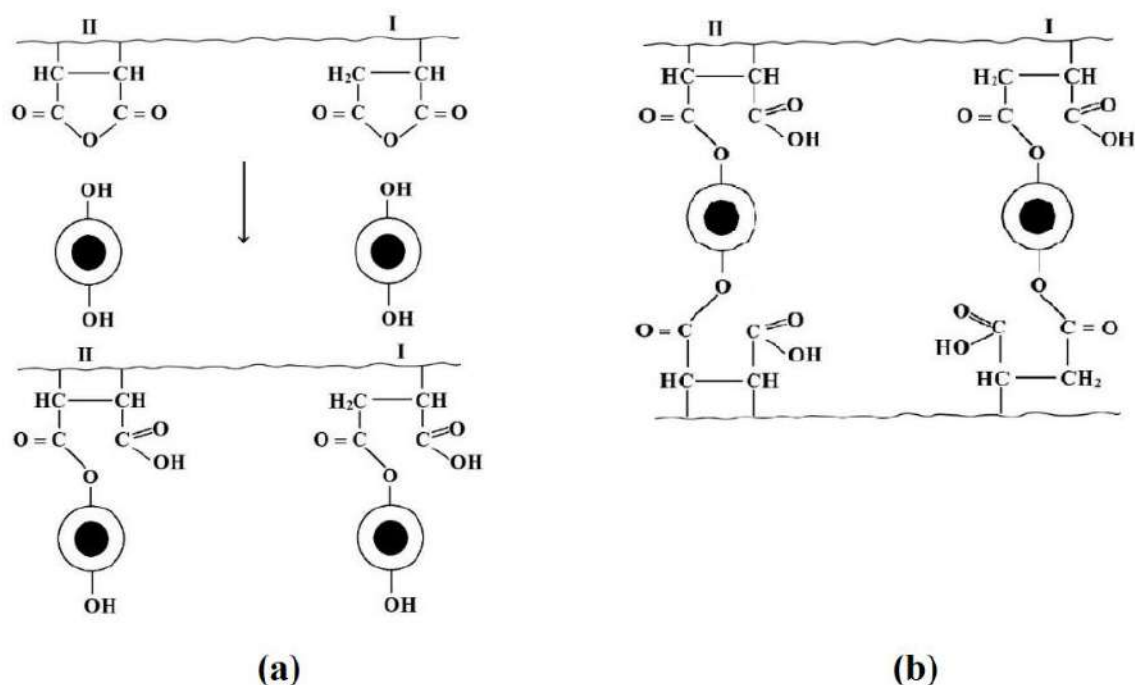 II I
HC CH H₂C CH
O=C C=O O=C C=O
O O
OH OH
OH OH
II I
HC CH H₂C CH
O=C C O O=C C O
OH OH
O O
OH OH
(a)
II I
HC CH H₂C CH
O=C C O O=C C O
OH OH
O O
O O
O=C C O O C C=O
OH HO
HC CH HC CH₂
(b)